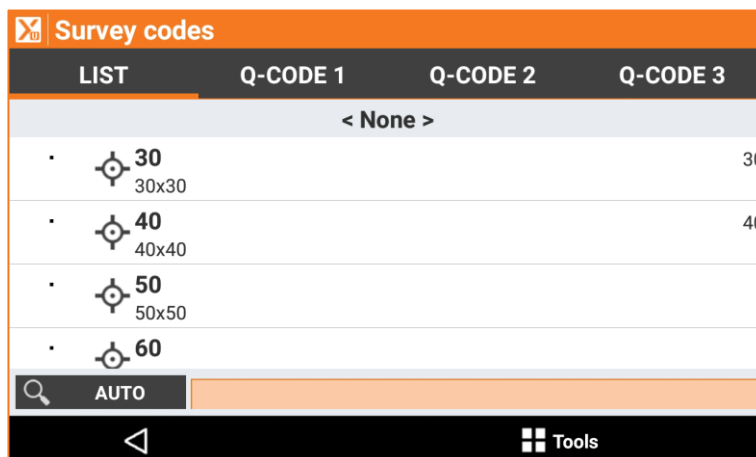 Survey codes
LIST Q-CODE 1 Q-CODE 2 Q-CODE 3
< None >
30
30x30
40
40x40
50
50x50
60
AUTO
Tools